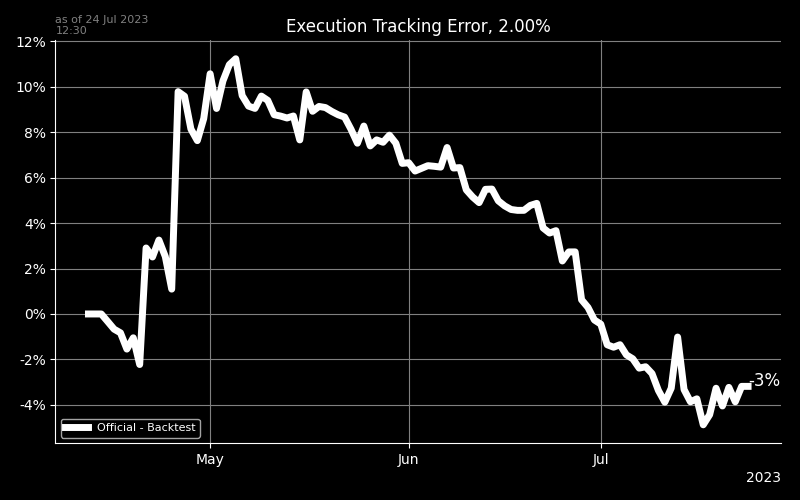 as of 24 Jul 2023
12:30
Execution Tracking Error, 2.00%
12%
10%
8%
6%
4%
2%
0%
-2%
-4%
-3%
Official - Backtest
May
Jun
Jul
2023